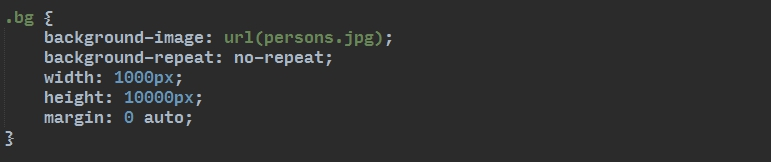 .bg {
    background-image: url(persons.jpg);
    background-repeat: no-repeat;
    width: 1000px;
    height: 10000px;
    margin: 0 auto;
}